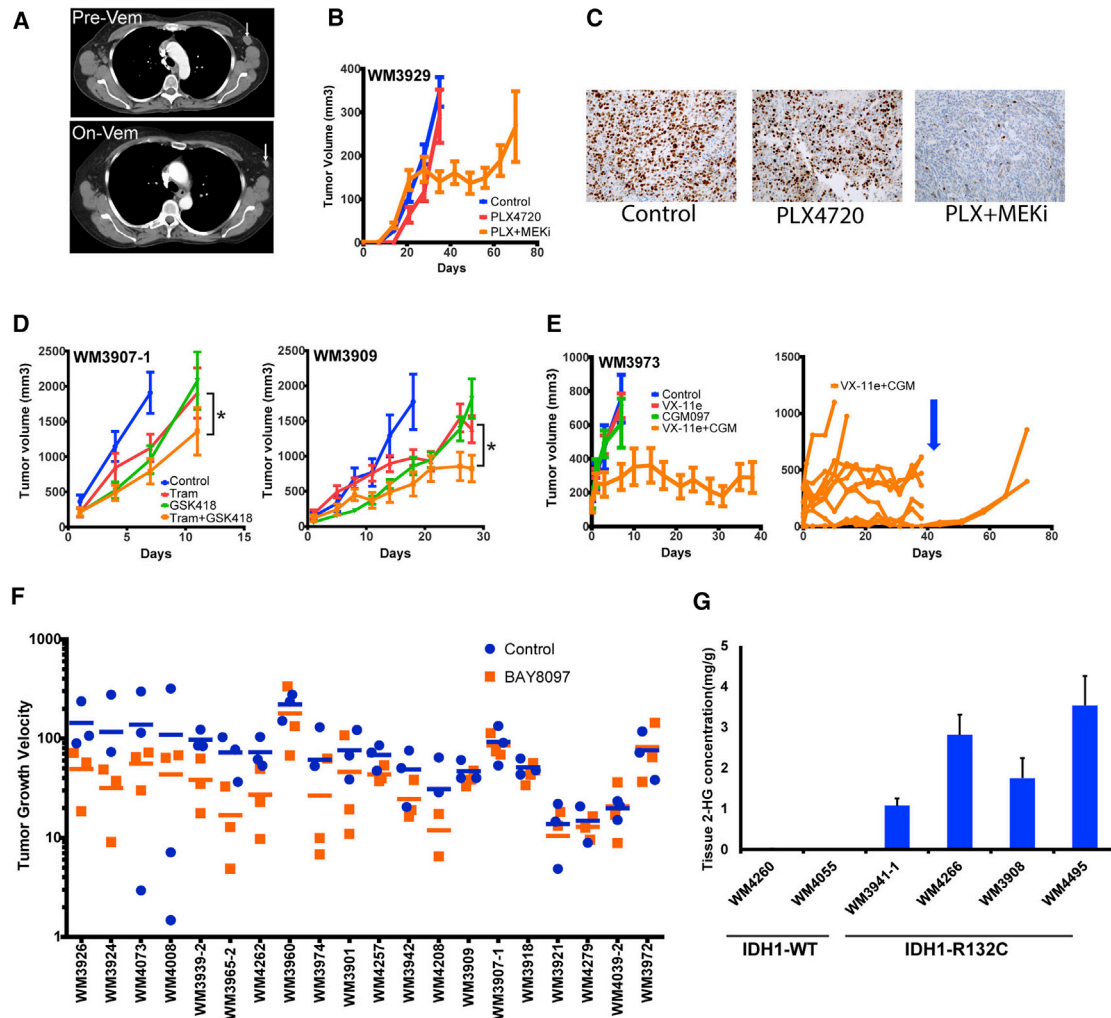 A
Pre-Vem
On-Vem
B
WM3929
Tumor Volume (mm3)
400
300
200
100
0
0 20 40 60 80
Days
Control
PLX4720
PLX+MEKi
C
Control
PLX4720
PLX+MEKi
D
WM3907-1
Tumor volume (mm3)
2500
2000
1500
1000
500
0
0 5 10 15
Days
Control
Tram
GSK418
Tram+GSK418
*
WM3909
Tumor volume (mm3)
2500
2000
1500
1000
500
0
0 10 20 30
Days
*
E
WM3973
Tumor volume (mm3)
1000
800
600
400
200
0
0 10 20 30 40
Days
Control
VX-11e
CGM097
VX-11e+CGM
1500
1000
500
0
0 20 40 60 80
Days
VX-11e+CGM
F
Tumor Growth Velocity
1000
100
10
1
Control
BAY8097
WM3926
WM3924
WM4073
WM4008
WM3939-2
WM3965-2
WM4262
WM3960
WM3974
WM3901
WM4257
WM3942
WM4208
WM3909
WM3907-1
WM3918
WM3921
WM4279
WM4039-2
WM3972
G
Tissue 2-HG concentration(mg/g)
5
4
3
2
1
0
WM4260
WM4055
WM3941-1
WM4266
WM3908
WM4495
IDH1-WT
IDH1-R132C